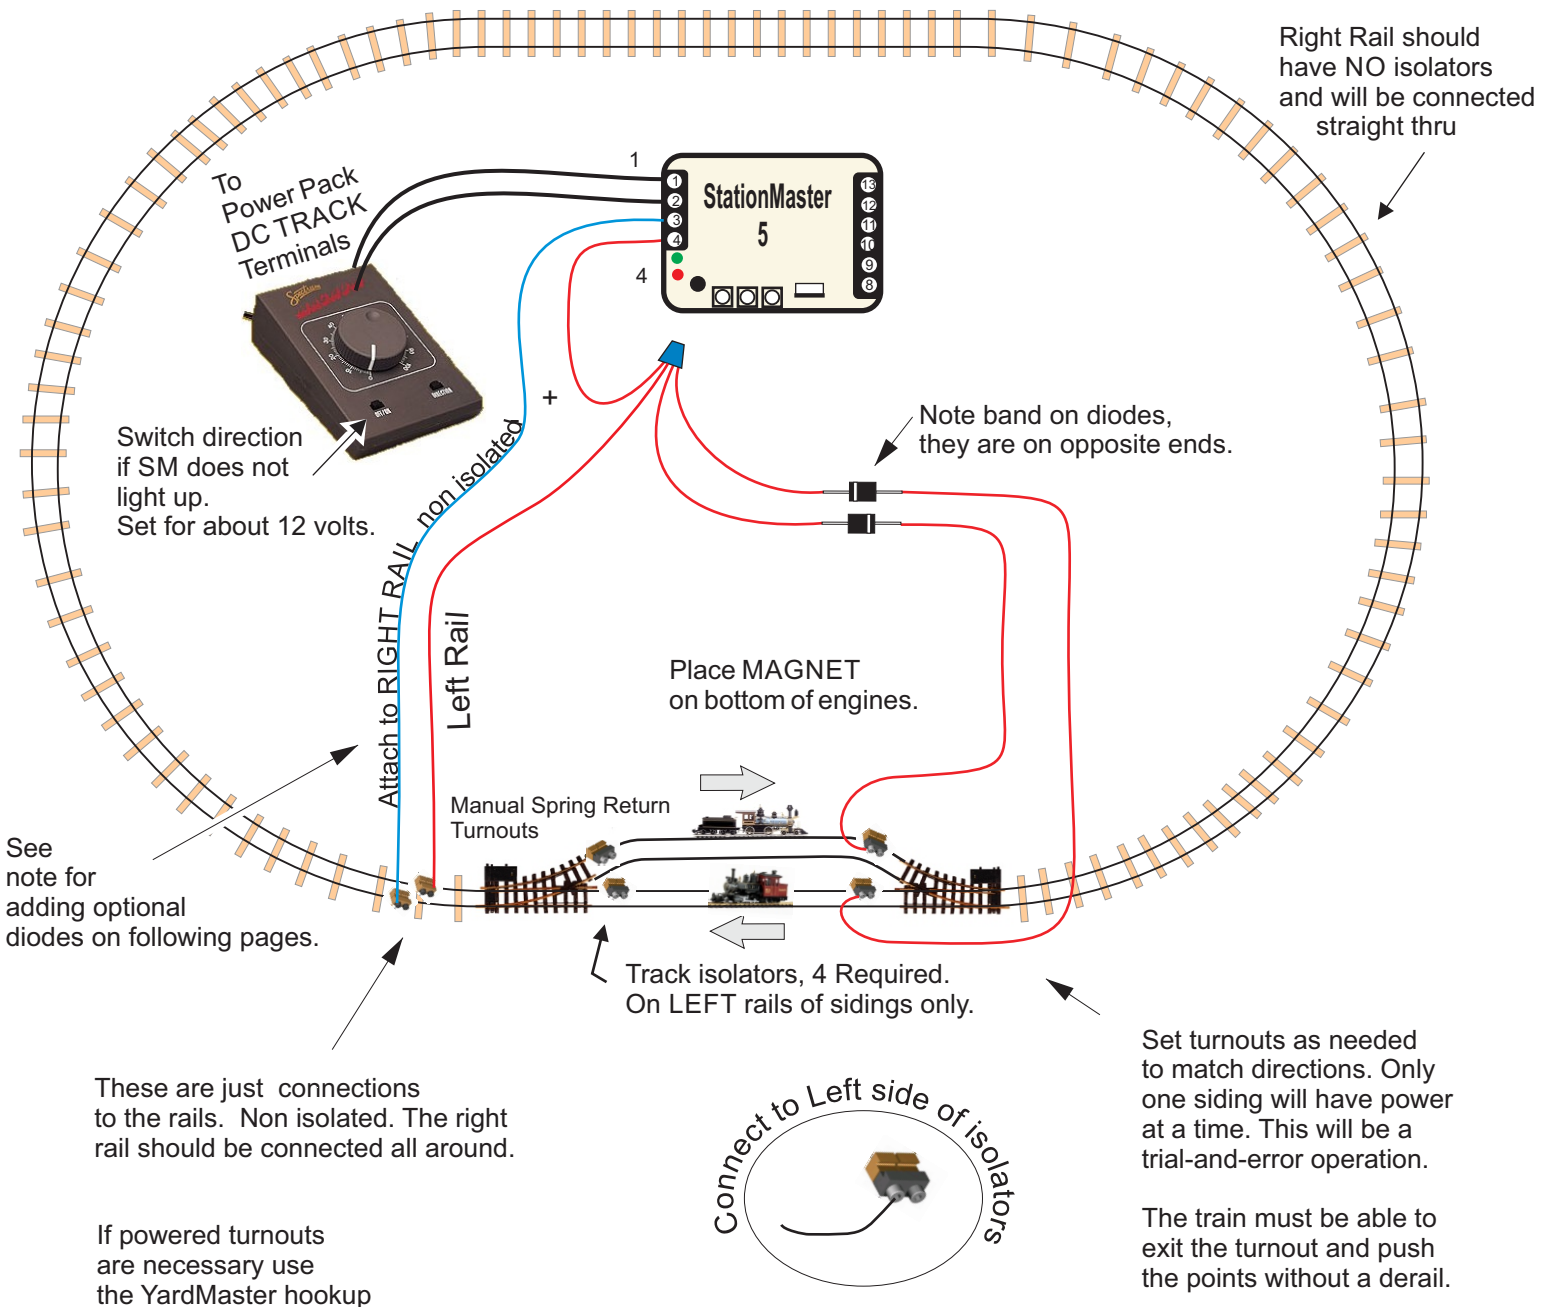 Right Rail should
have NO isolators
and will be connected
straight thru
To
Power Pack
DC TRACK
Terminals
1
1
2
3
4
4
StationMaster
5
13
12
11
10
9
8
Spectrum
Switch direction
if SM does not
light up.
Set for about 12 volts.
+
Note band on diodes,
they are on opposite ends.
Attach to RIGHT RAIL non isolated
Left Rail
Place MAGNET
on bottom of engines.
Manual Spring Return
Turnouts
See
note for
adding optional
diodes on following pages.
Track isolators, 4 Required.
On LEFT rails of sidings only.
These are just connections
to the rails. Non isolated. The right
rail should be connected all around.
Connect to Left side of isolators
Set turnouts as needed
to match directions. Only
one siding will have power
at a time. This will be a
trial-and-error operation.
The train must be able to
exit the turnout and push
the points without a derail.
If powered turnouts
are necessary use
the YardMaster hookup